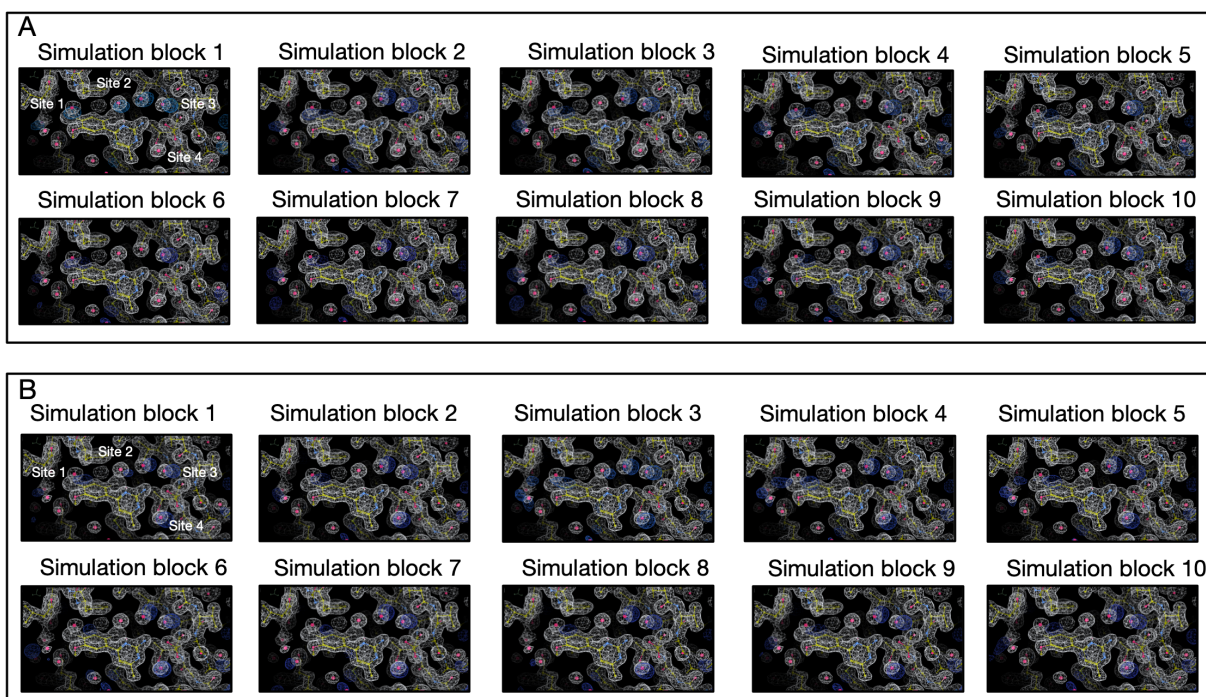 A
Simulation block 1 Simulation block 2 Simulation block 3 Simulation block 4 Simulation block 5
Site 2
Site 1 Site 3
Site 4
Simulation block 6 Simulation block 7 Simulation block 8 Simulation block 9 Simulation block 10
B
Simulation block 1 Simulation block 2 Simulation block 3 Simulation block 4 Simulation block 5
Site 2
Site 1 Site 3
Site 4
Simulation block 6 Simulation block 7 Simulation block 8 Simulation block 9 Simulation block 10